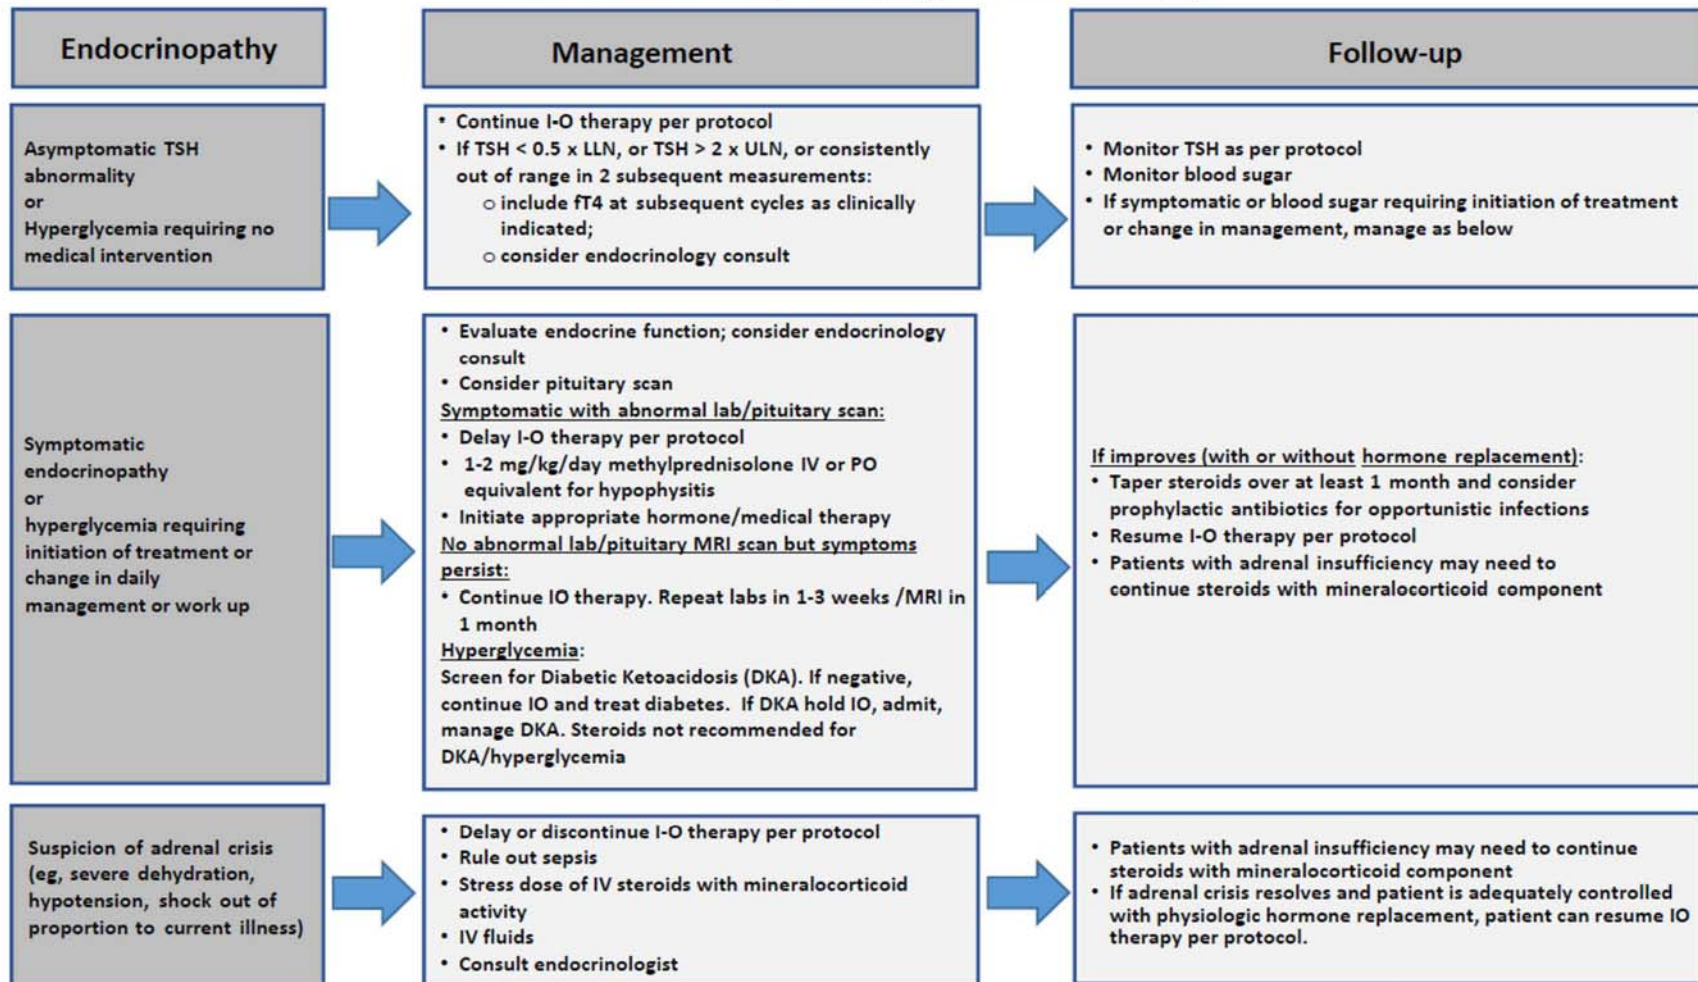 Endocrinopathy
Management
Follow-up
Asymptomatic TSH
abnormality
or
Hyperglycemia requiring no
medical intervention
• Continue I-O therapy per protocol
• If TSH < 0.5 x LLN, or TSH > 2 x ULN, or consistently
out of range in 2 subsequent measurements:
o include fT4 at subsequent cycles as clinically
indicated;
o consider endocrinology consult
• Monitor TSH as per protocol
• Monitor blood sugar
• If symptomatic or blood sugar requiring initiation of treatment
or change in management, manage as below
Symptomatic
endocrinopathy
or
hyperglycemia requiring
initiation of treatment or
change in daily
management or work up
• Evaluate endocrine function; consider endocrinology
consult
• Consider pituitary scan
Symptomatic with abnormal lab/pituitary scan:
• Delay I-O therapy per protocol
• 1-2 mg/kg/day methylprednisolone IV or PO
equivalent for hypophysitis
• Initiate appropriate hormone/medical therapy
No abnormal lab/pituitary MRI scan but symptoms
persist:
• Continue IO therapy. Repeat labs in 1-3 weeks /MRI in
1 month
Hyperglycemia:
Screen for Diabetic Ketoacidosis (DKA). If negative,
continue IO and treat diabetes. If DKA hold IO, admit,
manage DKA. Steroids not recommended for
DKA/hyperglycemia
If improves (with or without hormone replacement):
• Taper steroids over at least 1 month and consider
prophylactic antibiotics for opportunistic infections
• Resume I-O therapy per protocol
• Patients with adrenal insufficiency may need to
continue steroids with mineralocorticoid component
Suspicion of adrenal crisis
(eg, severe dehydration,
hypotension, shock out of
proportion to current illness)
• Delay or discontinue I-O therapy per protocol
• Rule out sepsis
• Stress dose of IV steroids with mineralocorticoid
activity
• IV fluids
• Consult endocrinologist
• Patients with adrenal insufficiency may need to continue
steroids with mineralocorticoid component
• If adrenal crisis resolves and patient is adequately controlled
with physiologic hormone replacement, patient can resume IO
therapy per protocol.